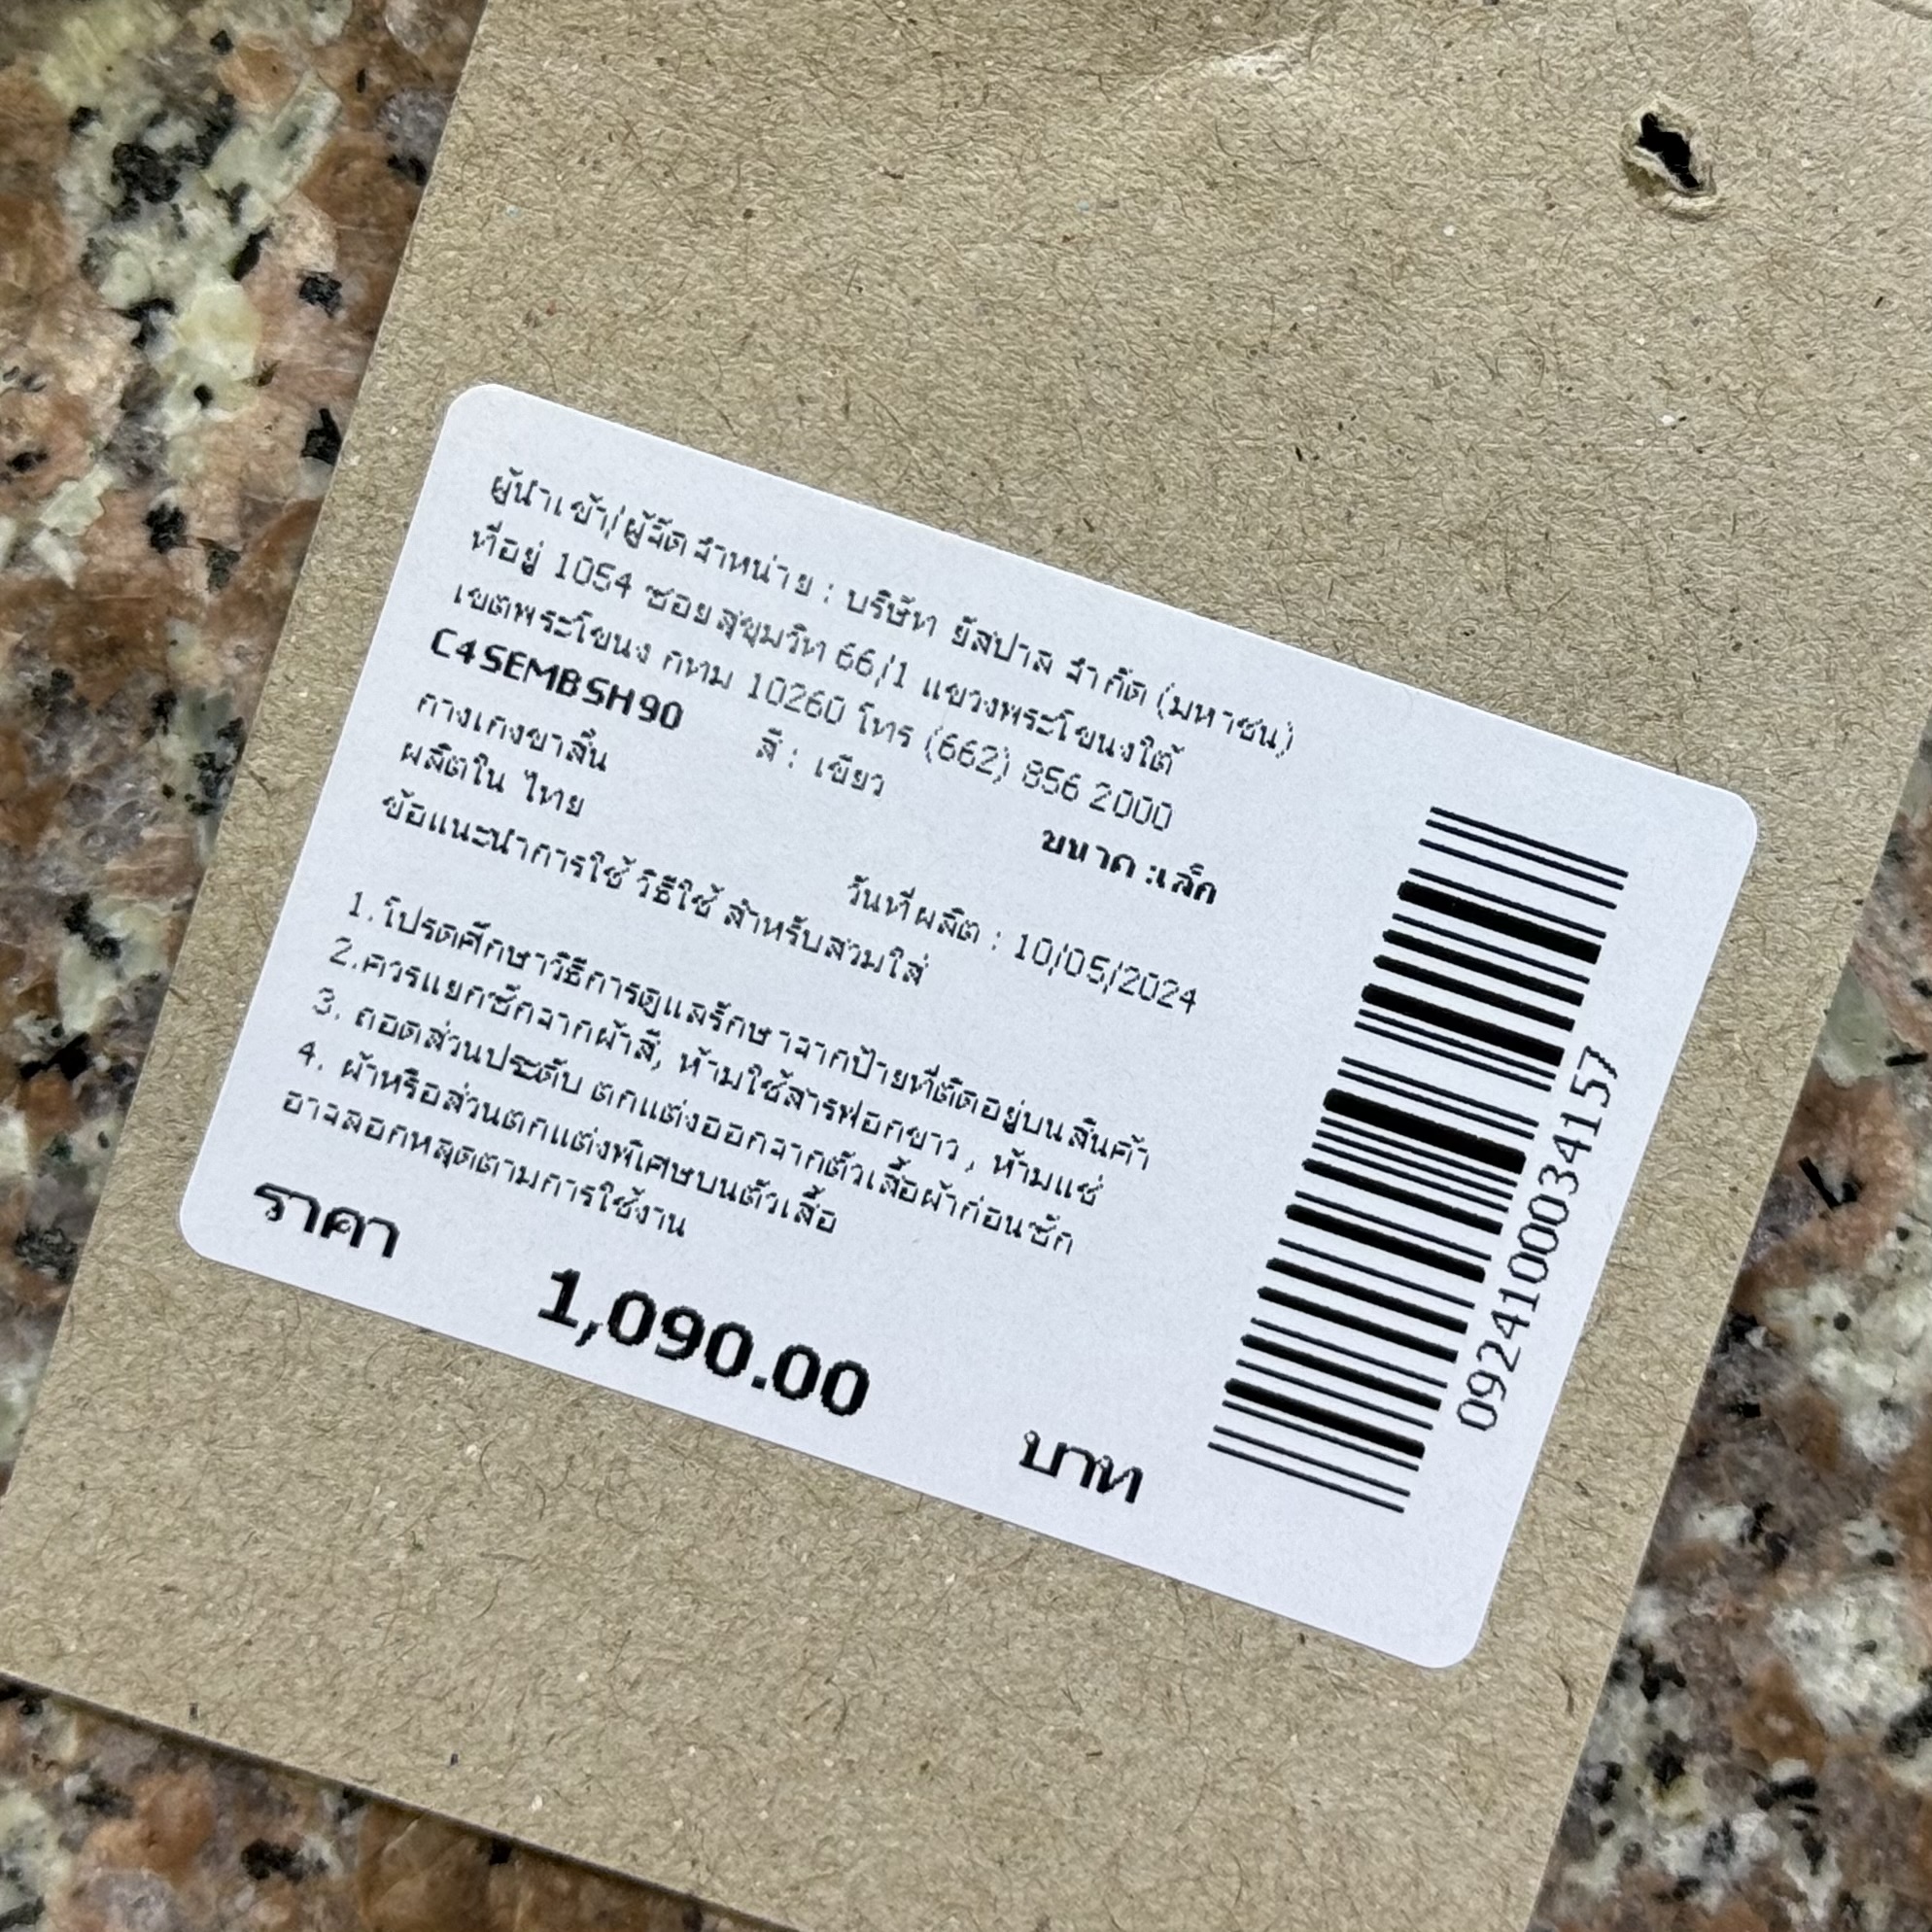 ผู้นำเข้า/ผู้จัดจำหน่าย : บริษัท ยัสปาล จำกัด (มหาชน)
ที่อยู่ 1054 ซอยสุขุมวิท 66/1 แขวงพระโขนงใต้
เขตพระโขนง กทม 10260 โทร (662) 856 2000
C4SEMBSH90 สี : เขียว ขนาด :เล็ก
กางเกงขาสั้น
ผลิตใน ไทย วันที่ผลิต : 10/05/2024
ข้อแนะนำการใช้ วิธีใช้ สำหรับสวมใส่
1.โปรดศึกษาวิธีการดูแลรักษาจากป้ายที่ติดอยู่บนสินค้า
2.ควรแยกซักจากผ้าสี, ห้ามใช้สารฟอกขาว , ห้ามแช่
3. ถอดส่วนประดับ ตกแต่งออกจากตัวเสื้อผ้าก่อนซัก
4. ผ้าหรือส่วนตกแต่งพิเศษบนตัวเสื้อ
อาจลอกหลุดตามการใช้งาน
ราคา 1,090.00 บาท
0924100034157